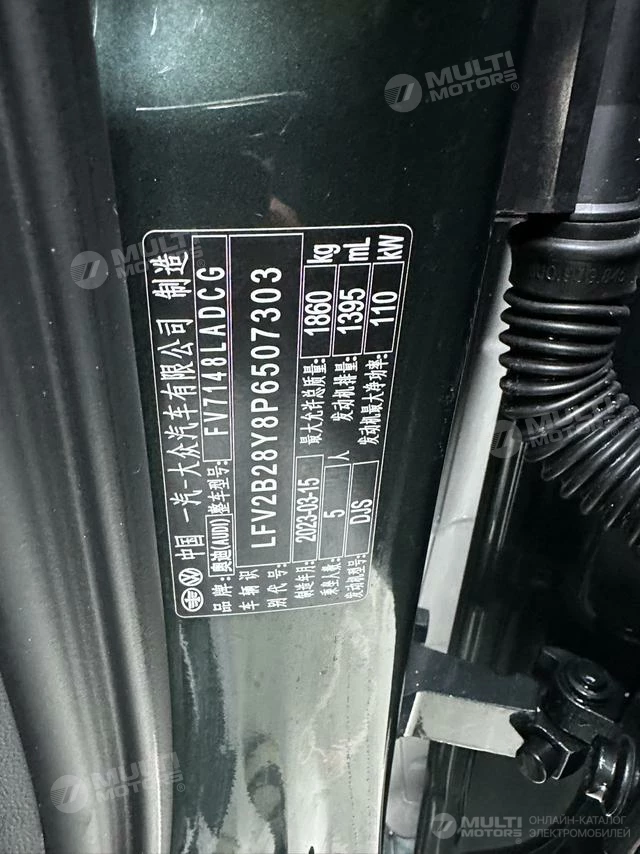 中国 一汽-大众汽车有限公司 制造
品牌: 奥迪(AUDI) 整车型号: FV7148LADCG
车辆识别代号: LFV2B28Y8P6507303
制造年月: 2023-03-15 最大允许总质量: 1860 kg
乘坐人数: 5 人 发动机排量: 1395 mL
发动机型号: DJS 发动机最大净功率: 110 kW
MULTI MOTORS
MULTI MOTORS
MULTI MOTORS
MULTI MOTORS
MULTI MOTORS
ОНЛАЙН-КАТАЛОГ
ЭЛЕКТРОМОБИЛЕЙ